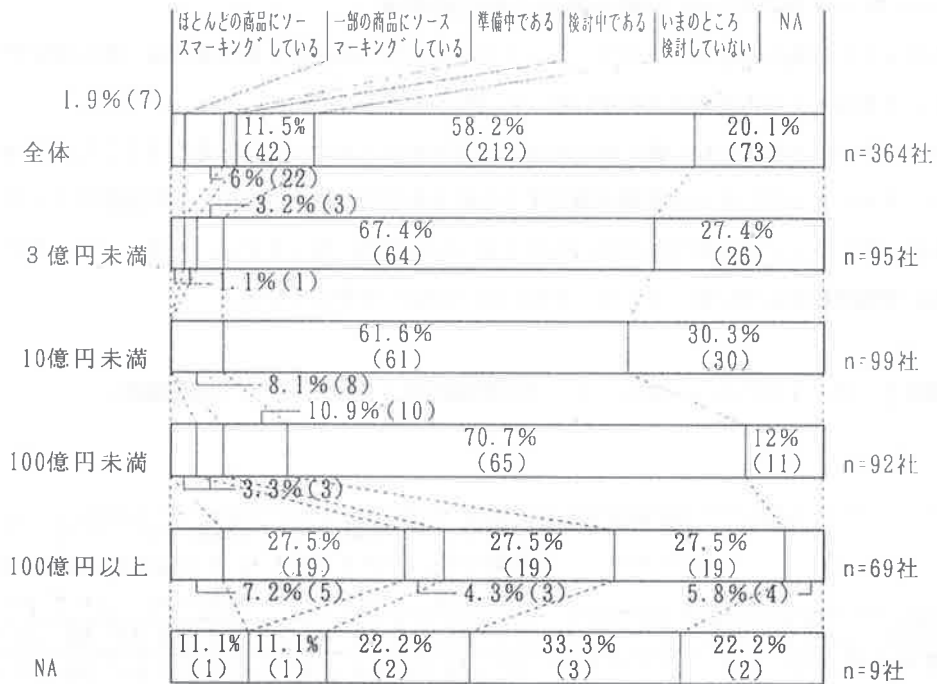 ほとんどの商品にソー 一部の商品にソース 準備中である 検討中である いまのところ NA
スマーキングしている マーキングしている 検討していない
1.9%(7)
11.5% 58.2% 20.1%
全体 (42) (212) (73) n=364社
6%(22)
3.2%(3)
67.4% 27.4%
3億円未満 (64) (26) n=95社
1.1%(1)
61.6% 30.3%
10億円未満 (61) (30) n=99社
8.1%(8)
10.9%(10)
70.7% 12%
100億円未満 (65) (11) n=92社
3.3%(3)
27.5% 27.5% 27.5%
100億円以上 (19) (19) (19) n=69社
7.2%(5) 4.3%(3) 5.8%(4)
11.1% 11.1% 22.2% 33.3% 22.2%
NA (1) (1) (2) (3) (2) n=9社